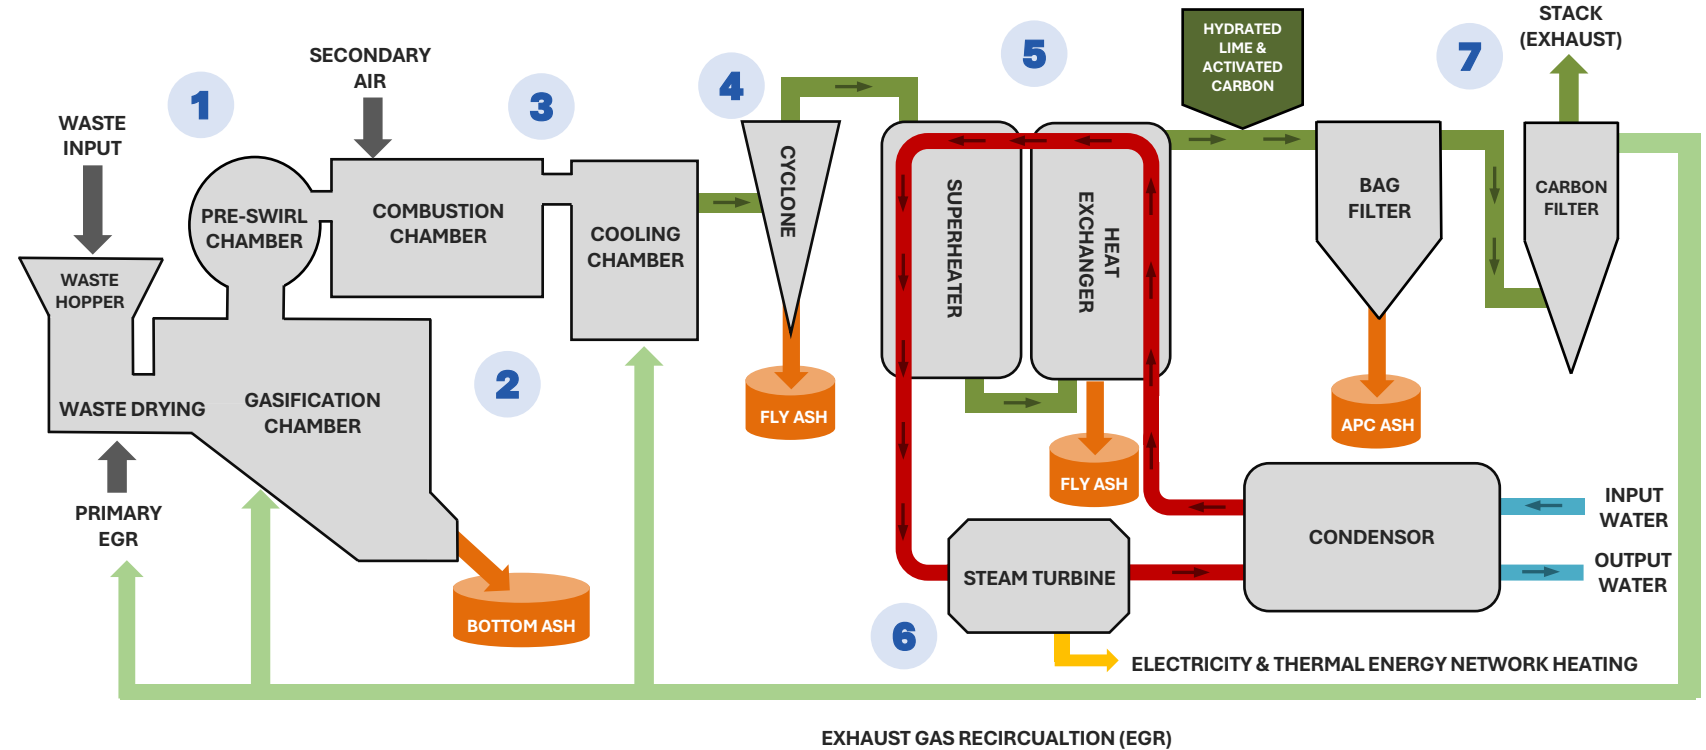 1
WASTE
INPUT
WASTE
HOPPER
WASTE DRYING
PRIMARY
EGR
PRE-SWIRL
CHAMBER
GASIFICATION
CHAMBER
2
BOTTOM ASH
SECONDARY
AIR
COMBUSTION
CHAMBER
3
COOLING
CHAMBER
4
CYCLONE
FLY ASH
5
SUPERHEATER
HEAT
EXCHANGER
FLY ASH
HYDRATED
LIME &
ACTIVATED
CARBON
BAG
FILTER
APC ASH
7
STACK
(EXHAUST)
CARBON
FILTER
6
STEAM TURBINE
CONDENSOR
INPUT
WATER
OUTPUT
WATER
ELECTRICITY & THERMAL ENERGY NETWORK HEATING
EXHAUST GAS RECIRCUALTION (EGR)